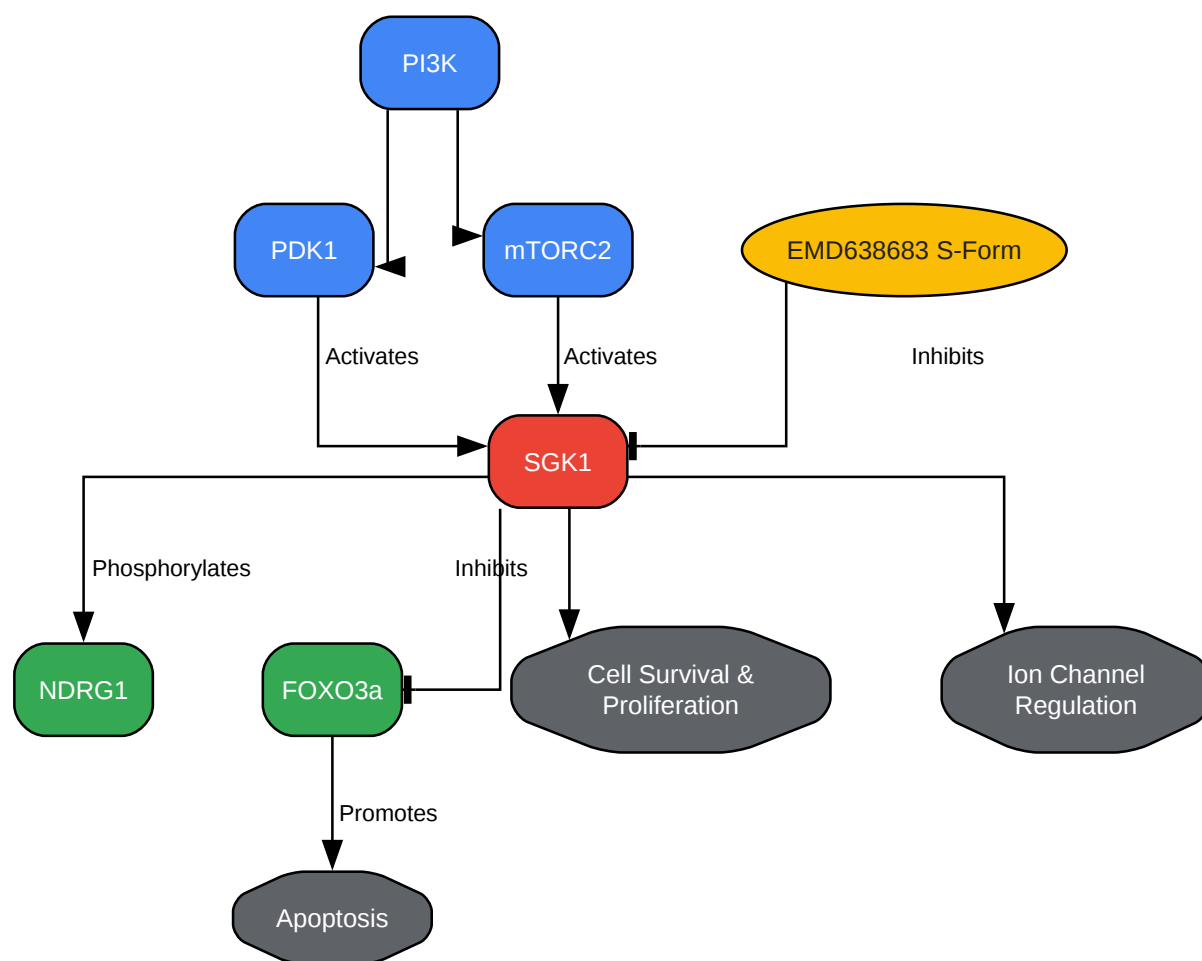 PI3K
PDK1
mTORC2
EMD638683 S-Form
Activates
Activates
Inhibits
SGK1
Phosphorylates
Inhibits
NDRG1
FOXO3a
Cell Survival &
Proliferation
Ion Channel
Regulation
Promotes
Apoptosis